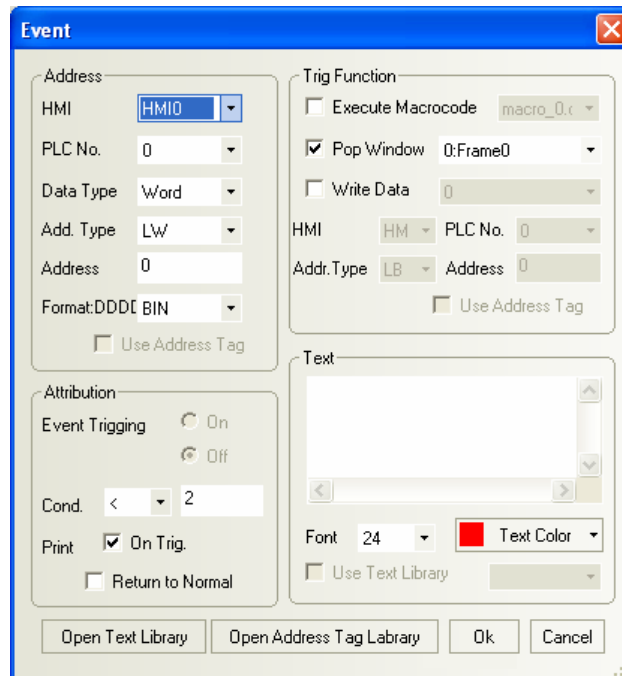 Event
Address
HMI HMI0
PLC No. 0
Data Type Word
Add. Type LW
Address 0
Format:DDDD BIN
Use Address Tag
Trig Function
Execute Macrocode macro_0.c
Pop Window 0:Frame0
Write Data 0
HMI HM PLC No. 0
Addr.Type LB Address 0
Use Address Tag
Attribution
Event Trigging On
Off
Cond. < 2
Print On Trig.
Return to Normal
Text
Font 24 Text Color
Use Text Library
Open Text Library Open Address Tag Labrary Ok Cancel